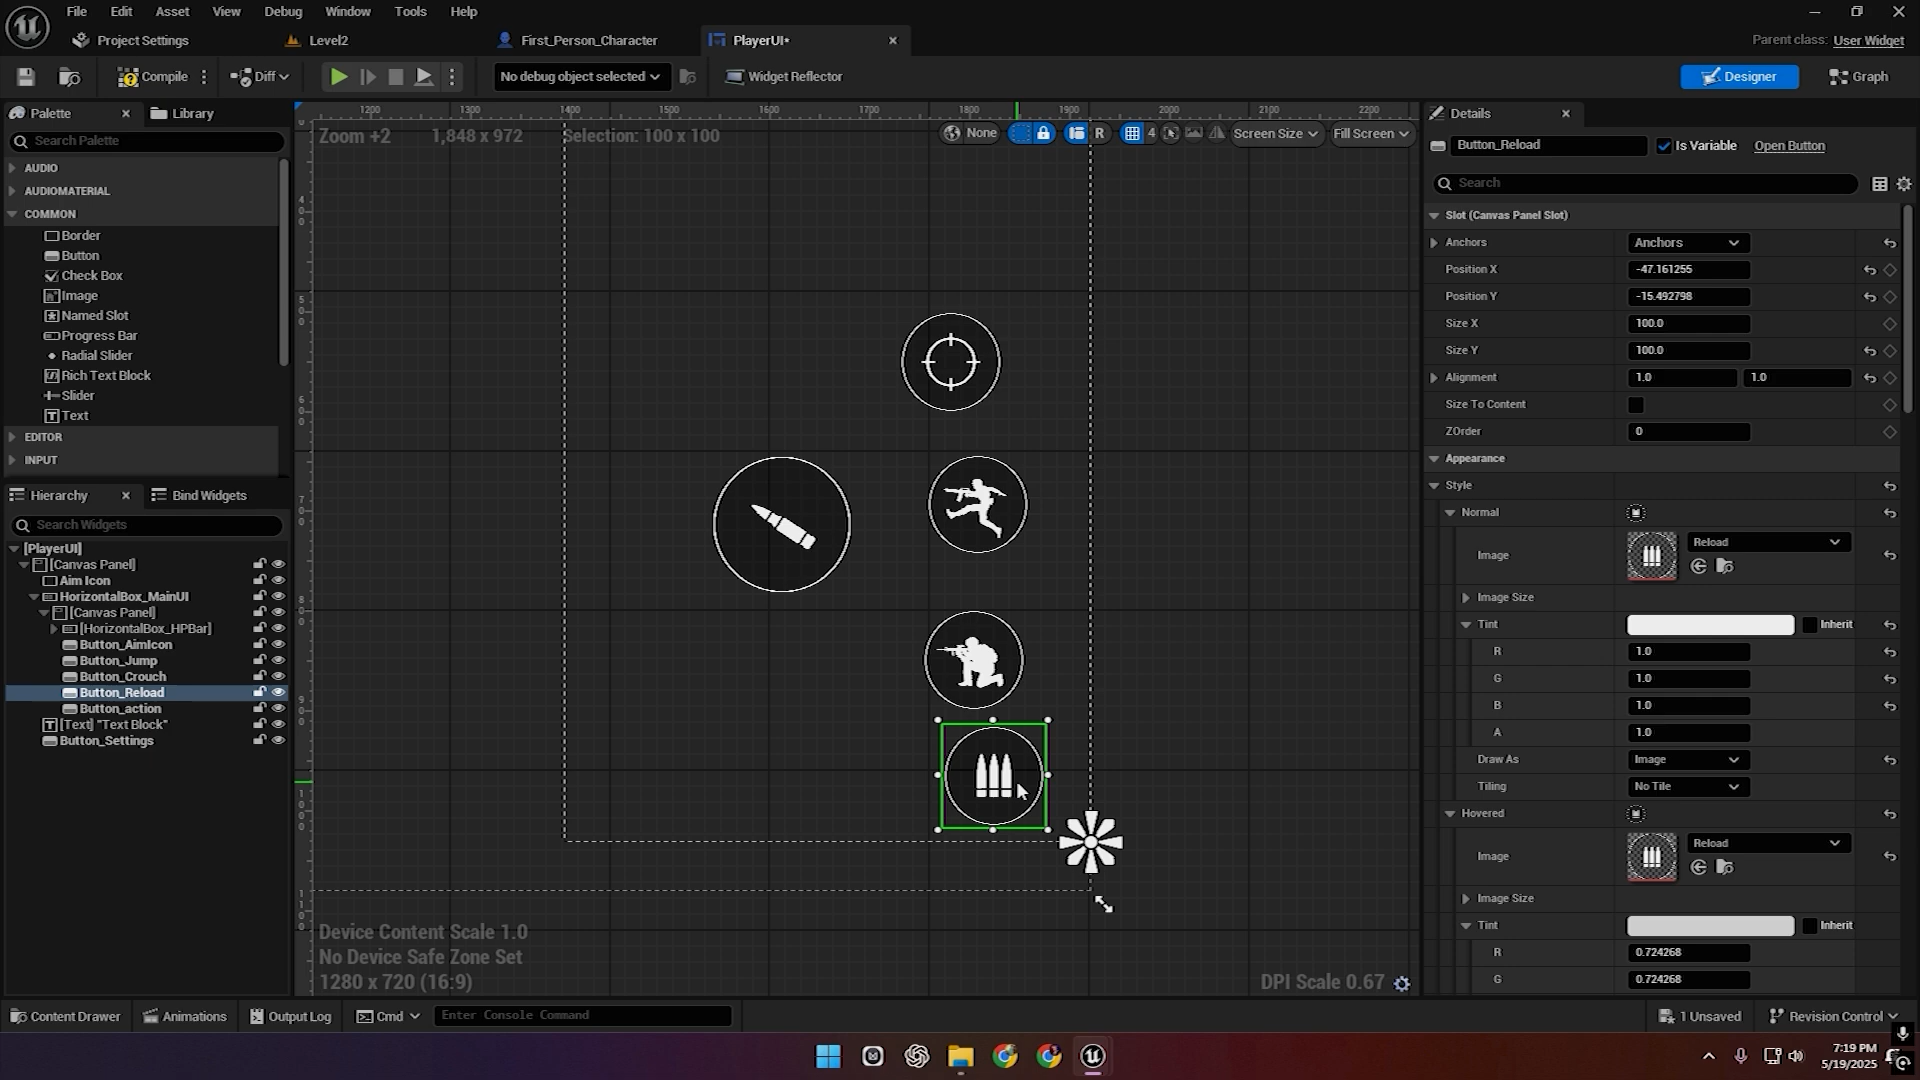 File Edit Asset View Debug Window Tools Help
Project Settings
Level2
First_Person_Character
PlayerUI*
Parent class: User Widget
Compile
Diff
No debug object selected
Widget Reflector
Designer
Graph
Palette
Library
Search Palette
AUDIO
AUDIOMATERIAL
COMMON
Border
Button
Check Box
Image
Named Slot
Progress Bar
Radial Slider
Rich Text Block
Slider
Text
EDITOR
INPUT
Hierarchy
Bind Widgets
Search Widgets
[PlayerUI]
[Canvas Panel]
Aim Icon
HorizontalBox_MainUI
[Canvas Panel]
[HorizontalBox_HPBar]
Button_AimIcon
Button_Jump
Button_Crouch
Button_Reload
Button_action
[Text] "Text Block"
Button_Settings
1200 1300 1400 1500 1600 1700 1800 1900 2000 2100 2200
Zoom +2 1,848 x 972 Selection: 100 x 100
None
R
4
Screen Size
Fill Screen
0
400
500
600
700
800
900
1000
1100
Device Content Scale 1.0
No Device Safe Zone Set
1280 x 720 (16:9)
DPI Scale 0.67
Details
Button_Reload
Is Variable
Open Button
Search
Slot (Canvas Panel Slot)
Anchors Anchors
Position X -47.161255
Position Y -15.492798
Size X 100.0
Size Y 100.0
Alignment 1.0 1.0
Size To Content
ZOrder 0
Appearance
Style
Normal
Image Reload
Image Size
Tint Inherit
R 1.0
G 1.0
B 1.0
A 1.0
Draw As Image
Tiling No Tile
Hovered
Image Reload
Image Size
Tint Inherit
R 0.724268
G 0.724268
Content Drawer
Animations
Output Log
Cmd
Enter Console Command
1 Unsaved
Revision Control
7:19 PM
5/19/2025